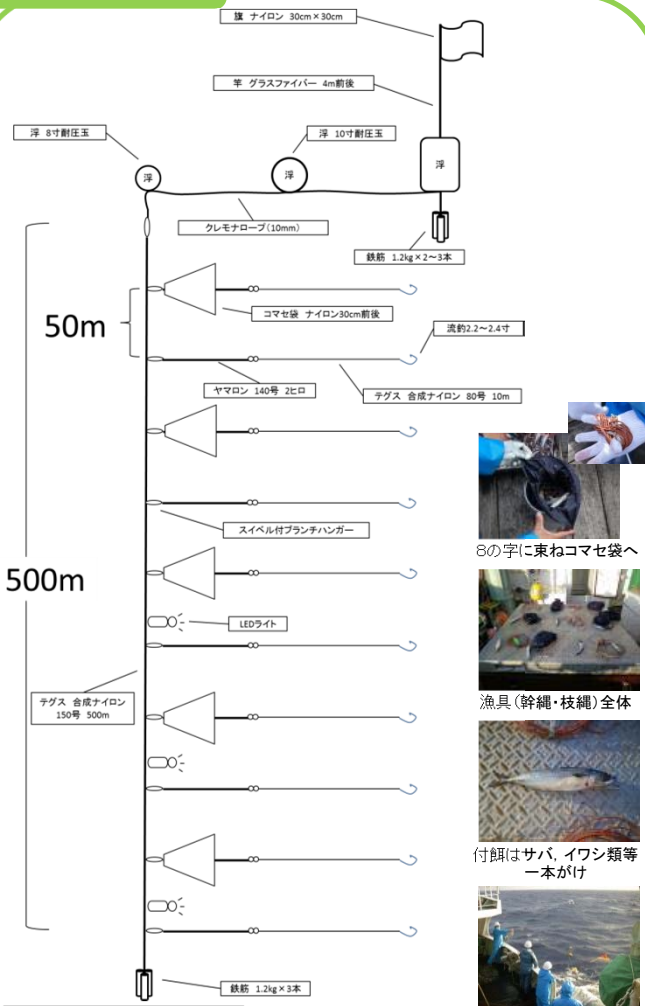 旗 ナイロン 30cm×30cm
竿 グラスファイバー 4m前後
浮 8寸耐圧玉
浮 10寸耐圧玉
浮
浮
浮
クレモナロープ(10mm)
鉄筋 1.2kg×2~3本
50m
コマセ袋 ナイロン30cm前後
流釣2.2~2.4寸
ヤマロン 140号 2ヒロ
テグス 合成ナイロン 80号 10m
スイベル付ブランチハンガー
8の字に束ねコマセ袋へ
500m
LEDライト
テグス 合成ナイロン
150号 500m
漁具(幹縄・枝縄)全体
付餌はサバ,イワシ類等
一本がけ
鉄筋 1.2kg×3本